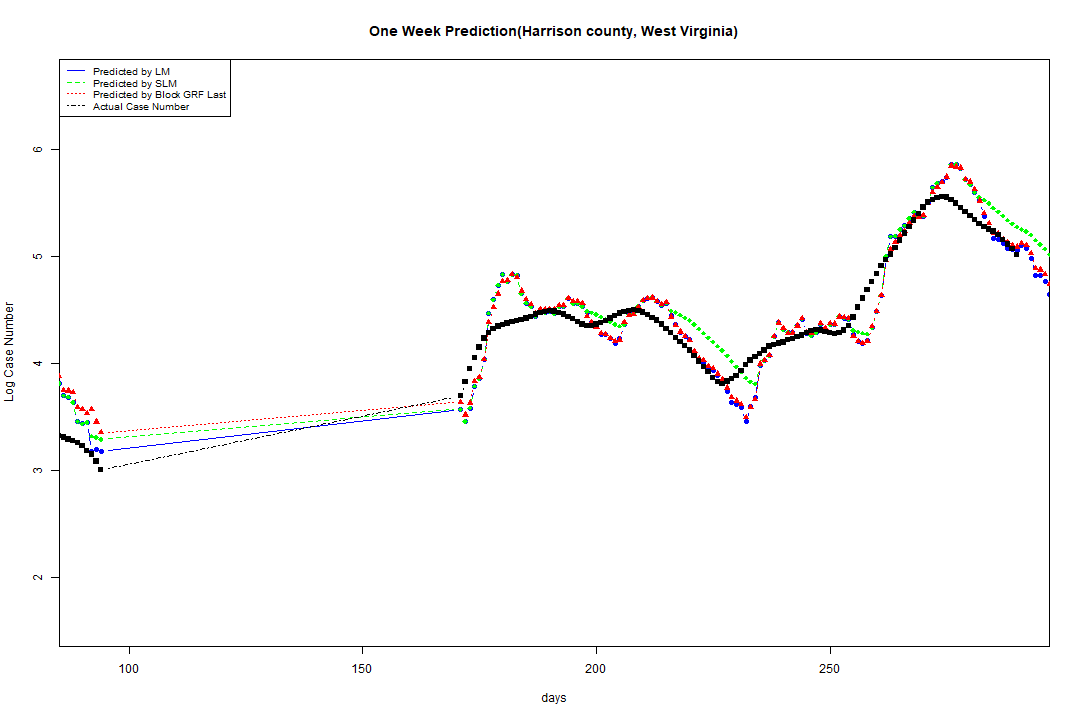 One Week Prediction(Harrison county, West Virginia)
Predicted by LM
Predicted by SLM
Predicted by Block GRF Last
Actual Case Number
Log Case Number
6
5
4
3
2
100 150 200 250
days